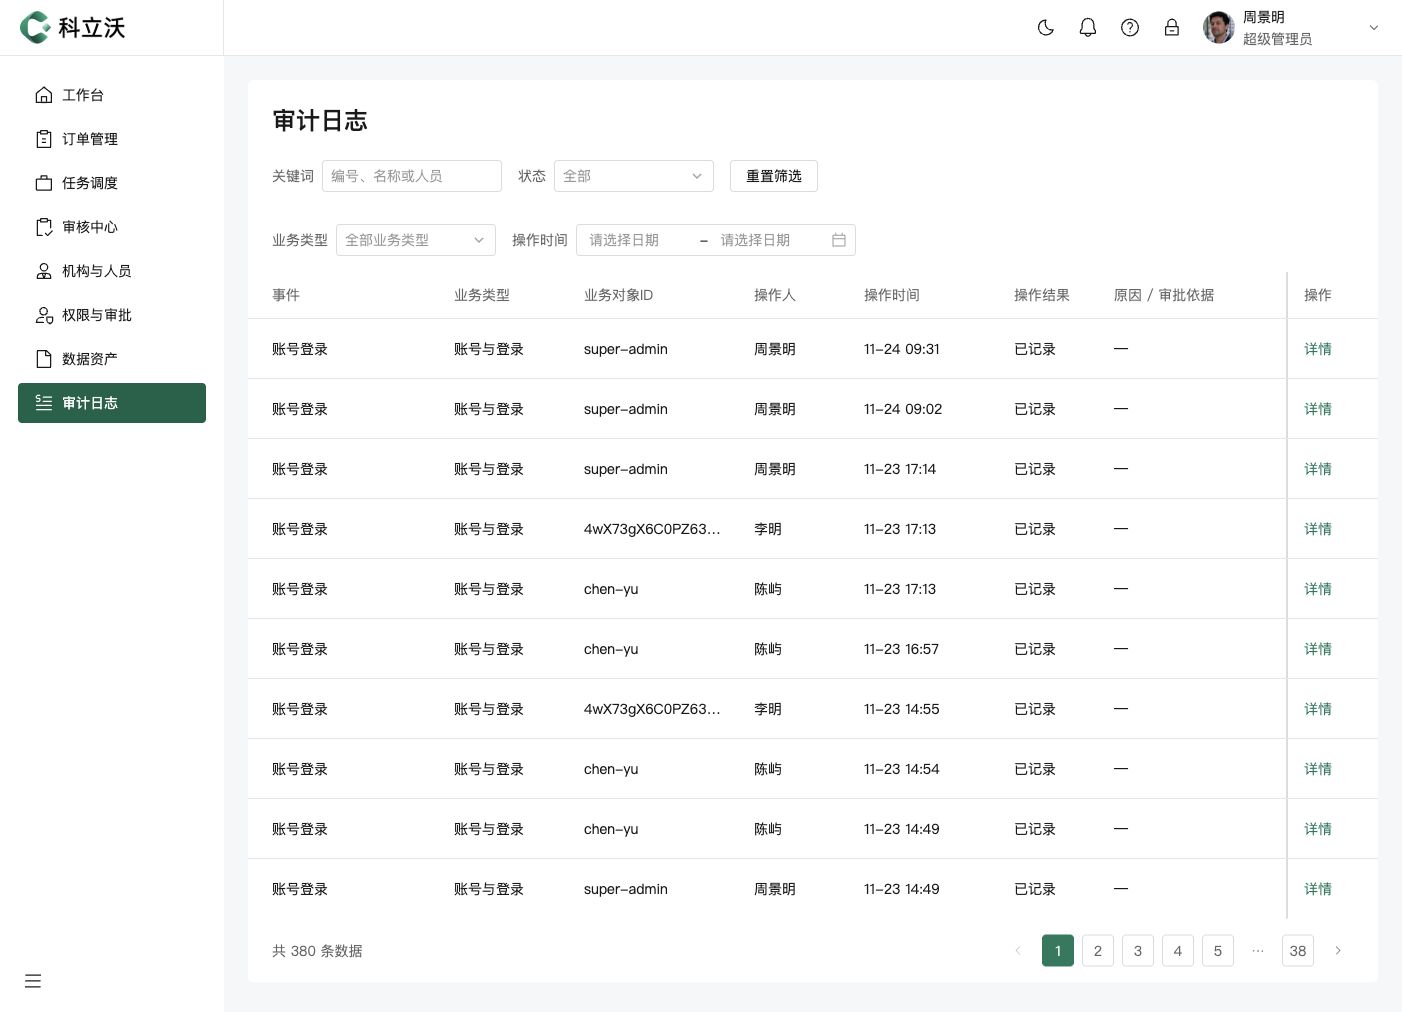 科立沃
周景明
超级管理员
工作台
订单管理
任务调度
审核中心
机构与人员
权限与审批
数据资产
审计日志
审计日志
关键词 编号、名称或人员 状态 全部 重置筛选
业务类型 全部业务类型 操作时间 请选择日期 – 请选择日期
事件 业务类型 业务对象ID 操作人 操作时间 操作结果 原因 / 审批依据 操作
账号登录 账号与登录 super-admin 周景明 11-24 09:31 已记录 — 详情
账号登录 账号与登录 super-admin 周景明 11-24 09:02 已记录 — 详情
账号登录 账号与登录 super-admin 周景明 11-23 17:14 已记录 — 详情
账号登录 账号与登录 4wX73gX6C0PZ63... 李明 11-23 17:13 已记录 — 详情
账号登录 账号与登录 chen-yu 陈屿 11-23 17:13 已记录 — 详情
账号登录 账号与登录 chen-yu 陈屿 11-23 16:57 已记录 — 详情
账号登录 账号与登录 4wX73gX6C0PZ63... 李明 11-23 14:55 已记录 — 详情
账号登录 账号与登录 chen-yu 陈屿 11-23 14:54 已记录 — 详情
账号登录 账号与登录 chen-yu 陈屿 11-23 14:49 已记录 — 详情
账号登录 账号与登录 super-admin 周景明 11-23 14:49 已记录 — 详情
共 380 条数据 1 2 3 4 5 ··· 38